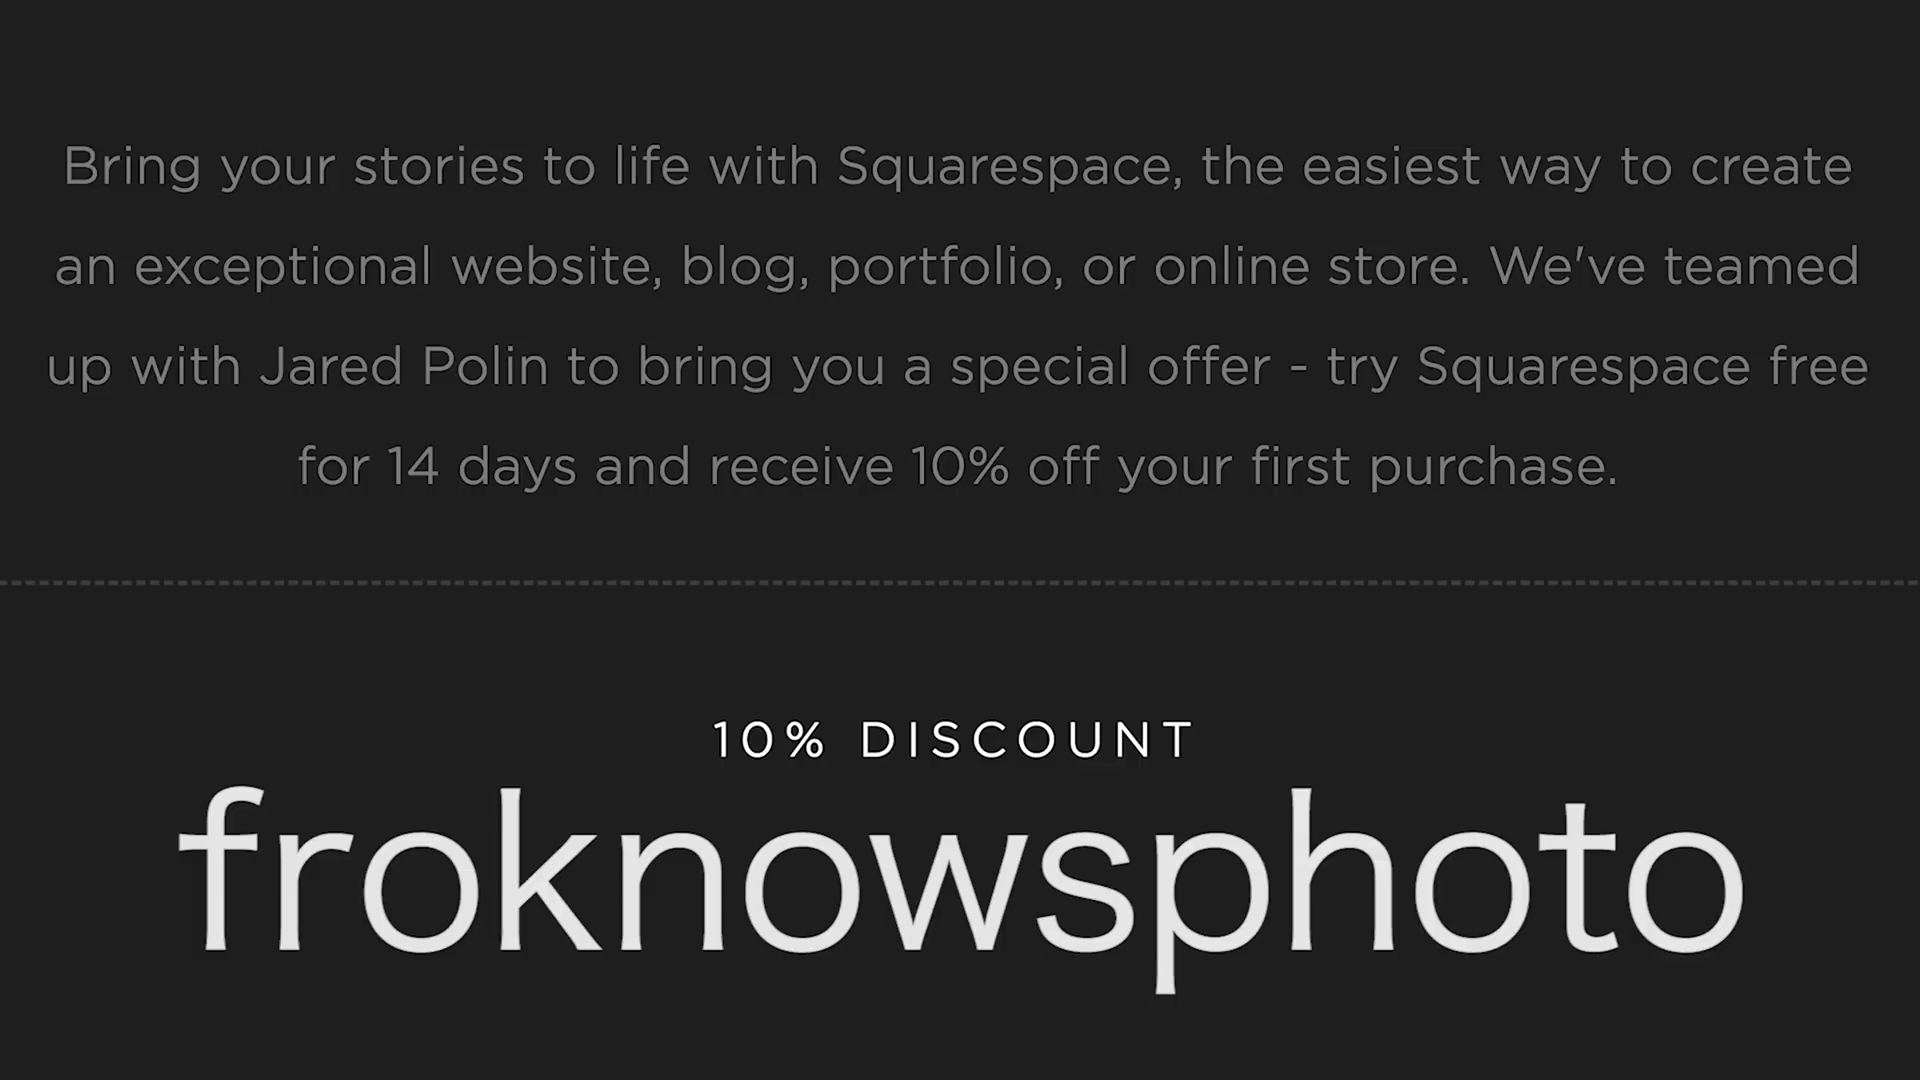 Bring your stories to life with Squarespace, the easiest way to create
an exceptional website, blog, portfolio, or online store. We've teamed
up with Jared Polin to bring you a special offer - try Squarespace free
for 14 days and receive 10% off your first purchase.
10% DISCOUNT
froknowsphoto